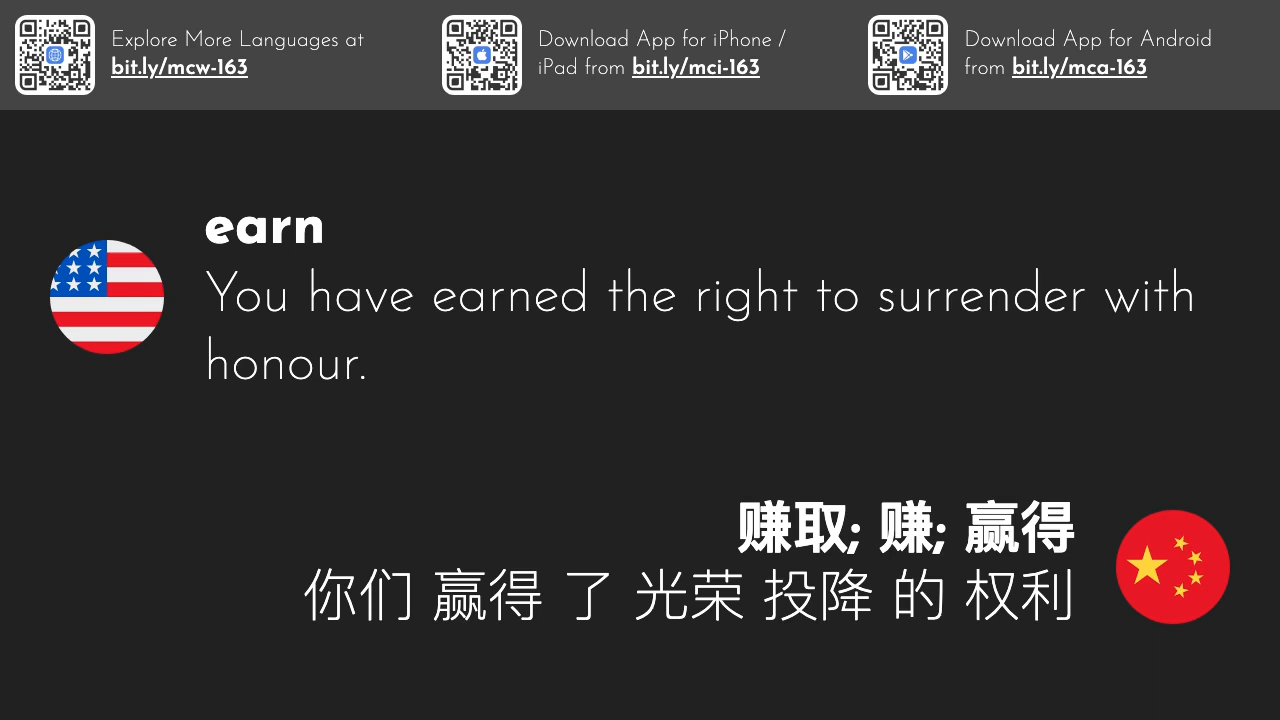 Explore More Languages at
bit.ly/mcw-163
Download App for iPhone /
iPad from bit.ly/mci-163
Download App for Android
from bit.ly/mca-163
earn
You have earned the right to surrender with
honour.
赚取; 赚; 赢得
你们 赢得 了 光荣 投降 的 权利